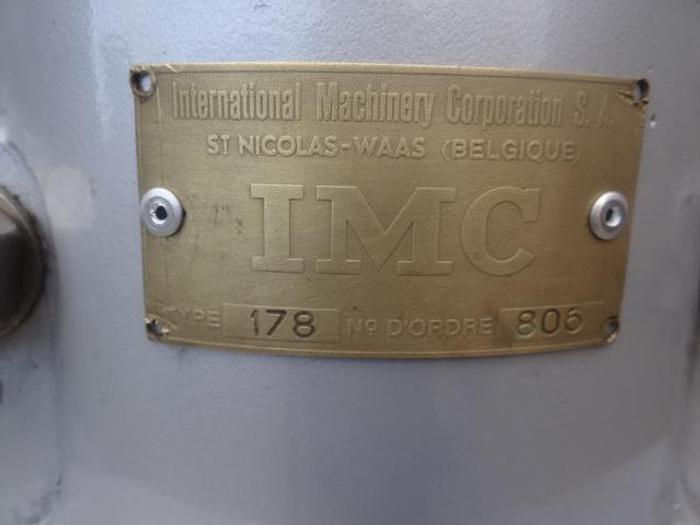 International Machinery Corporation S. A.
ST NICOLAS-WAAS (BELGIQUE)
IMC
TYPE 178 Nº D'ORDRE 806